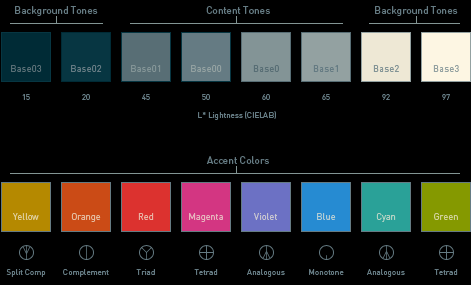 Background Tones Content Tones Background Tones
Base03 Base02 Base01 Base00 Base0 Base1 Base2 Base3
15 20 45 50 60 65 92 97
L* Lightness (CIELAB)
Accent Colors
Yellow Orange Red Magenta Violet Blue Cyan Green
Split Comp Complement Triad Tetrad Analogous Monotone Analogous Tetrad